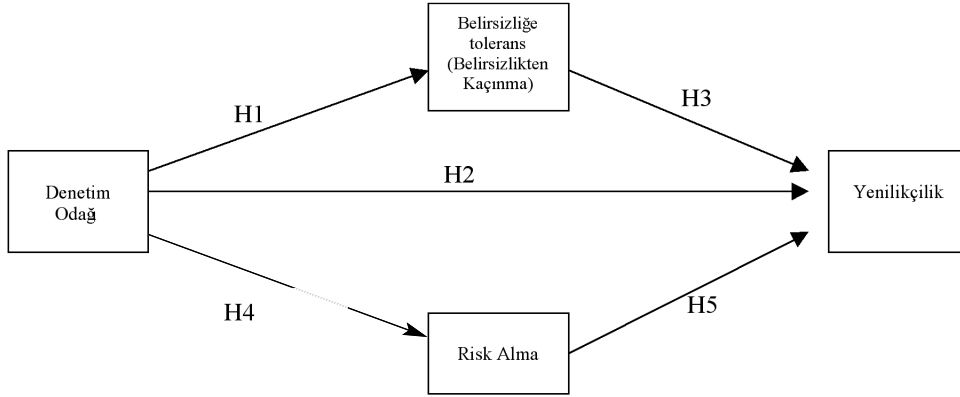 Belirsizliğe
tolerans
(Belirsizlikten
Kaçınma)
H1
H3
H2
Denetim
Odağı
Yenilikçilik
H4
H5
Risk Alma